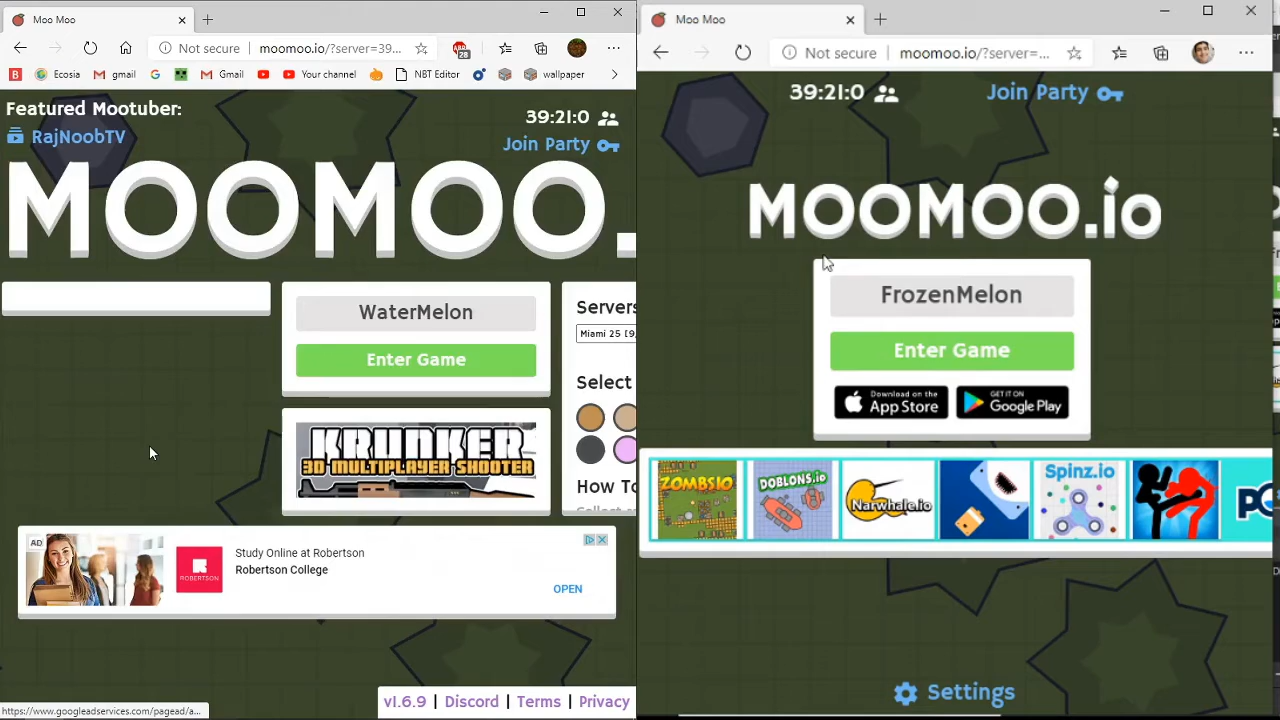 Moo Moo
Not secure moomoo.io/?server=39...
28
Ecosia gmail Gmail Your channel NBT Editor wallpaper
Featured Mootuber:
RajNoobTV
39:21:0
Join Party
MOOMOO.
WaterMelon
Enter Game
Servers
Miami 25 [9
Select
How To
KRUNKER
3D MULTIPLAYER SHOOTER
AD
ROBERTSON
Study Online at Robertson
Robertson College
OPEN
v1.6.9 | Discord | Terms | Privacy
https://www.googleadservices.com/pagead/a...
Moo Moo
Not secure moomoo.io/?server=...
39:21:0
Join Party
MOOMOO.io
FrozenMelon
Enter Game
Download on the App Store
GET IT ON Google Play
ZOMBS.IO
DOBLONS.io
Narwhale.io
Spinz.io
Settings